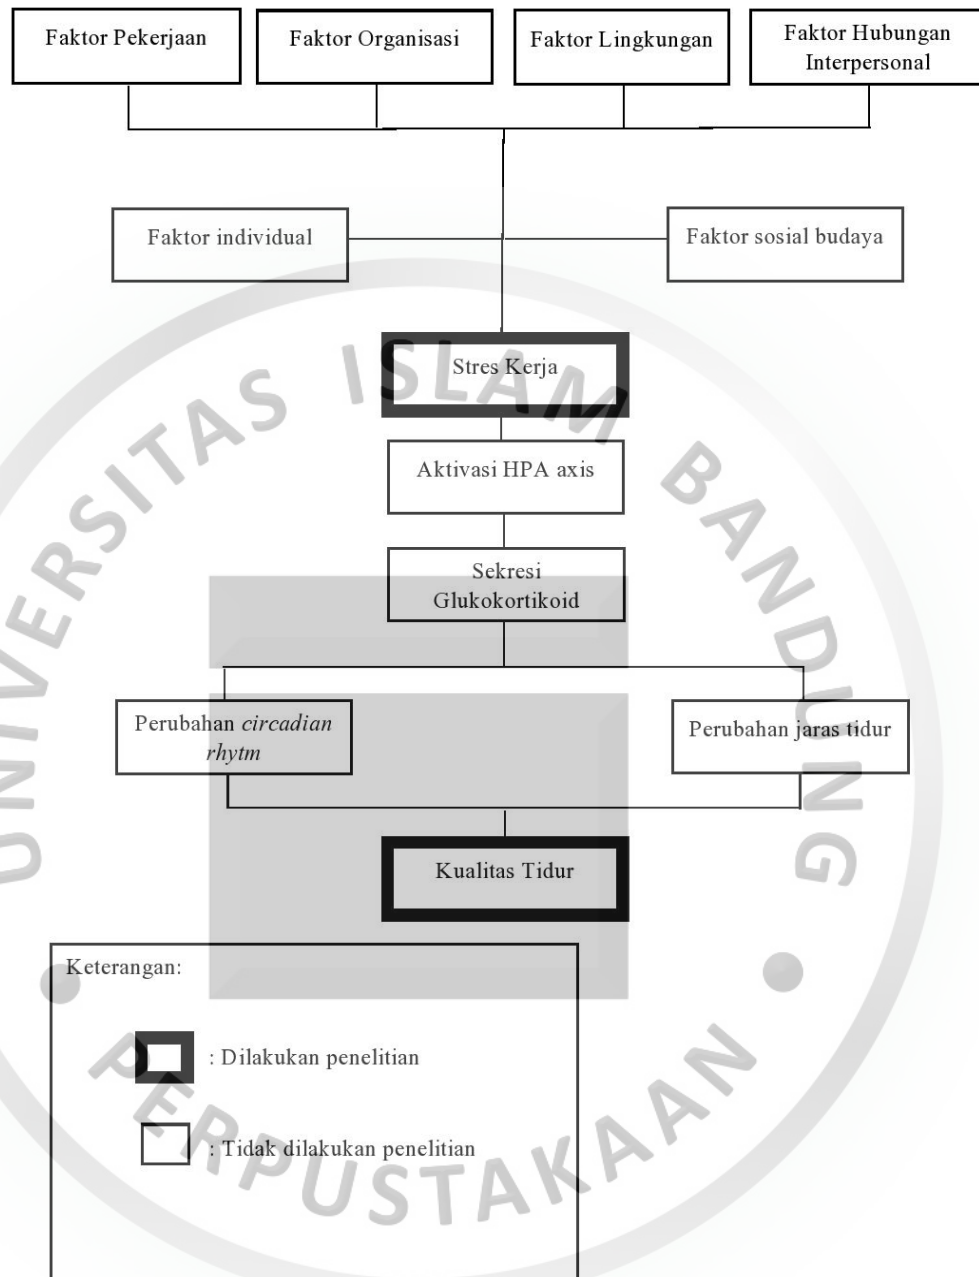 Faktor Pekerjaan
Faktor Organisasi
Faktor Lingkungan
Faktor Hubungan
Interpersonal
Faktor individual
Faktor sosial budaya
Stres Kerja
Aktivasi HPA axis
Sekresi
Glukokortikoid
Perubahan circadian
rhytm
Perubahan jaras tidur
Kualitas Tidur
Keterangan:
: Dilakukan penelitian
: Tidak dilakukan penelitian
UNIVERSITAS ISLAM BANDUNG
PERPUSTAKAAN